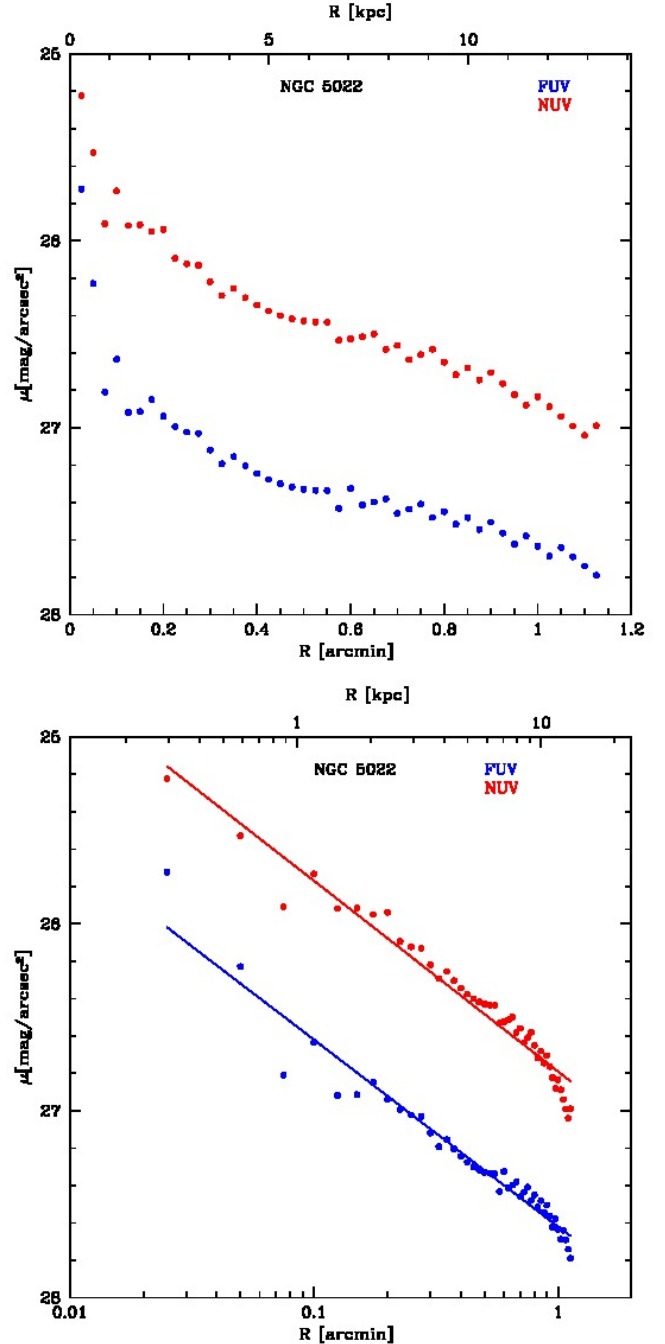 R [kpc]
0 5 10
NGC 5022 FUV
NUV
25
26
27
28
μ[mag/arcsec²]
0 0.2 0.4 0.6 0.8 1 1.2
R [arcmin]
R [kpc]
1 10
NGC 5022 FUV
NUV
25
26
27
28
μ[mag/arcsec²]
0.01 0.1 1
R [arcmin]